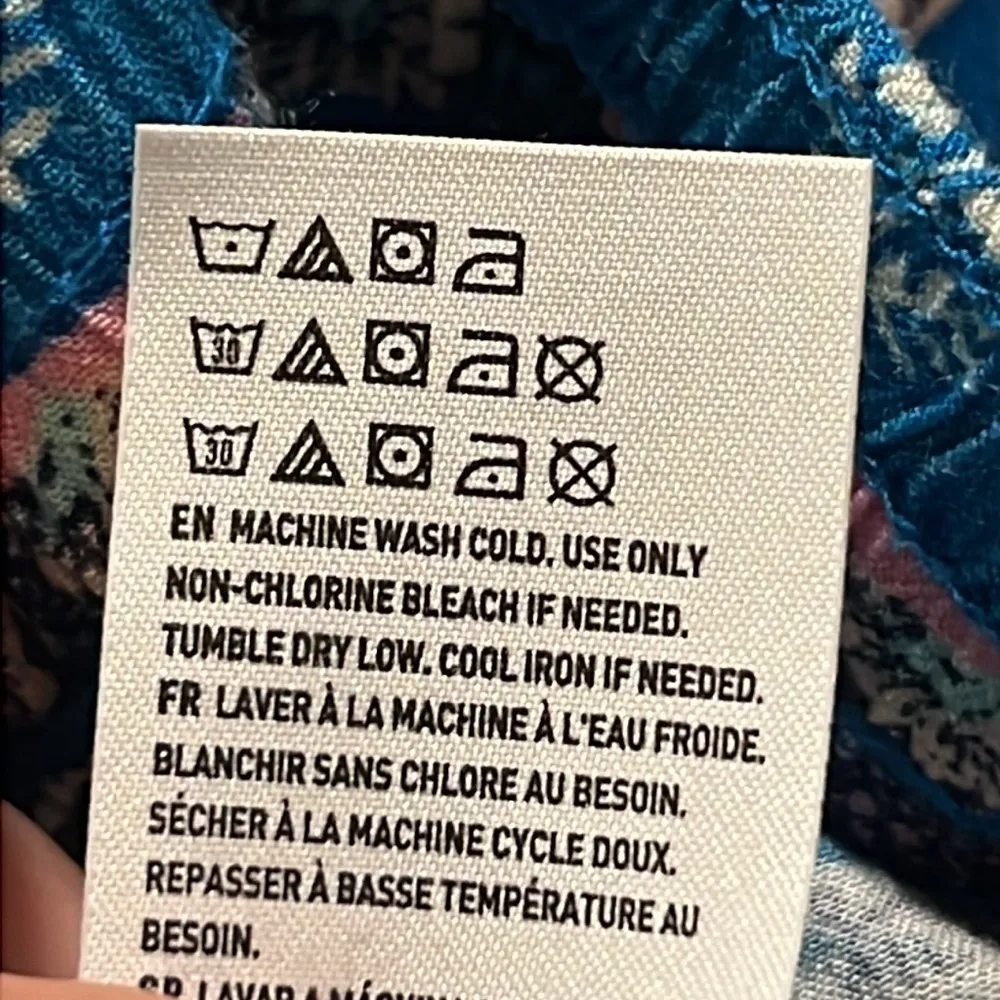 30
30
EN MACHINE WASH COLD. USE ONLY
NON-CHLORINE BLEACH IF NEEDED.
TUMBLE DRY LOW. COOL IRON IF NEEDED.
FR LAVER À LA MACHINE À L'EAU FROIDE.
BLANCHIR SANS CHLORE AU BESOIN.
SÉCHER À LA MACHINE CYCLE DOUX.
REPASSER À BASSE TEMPÉRATURE AU
BESOIN.
LAVAR A